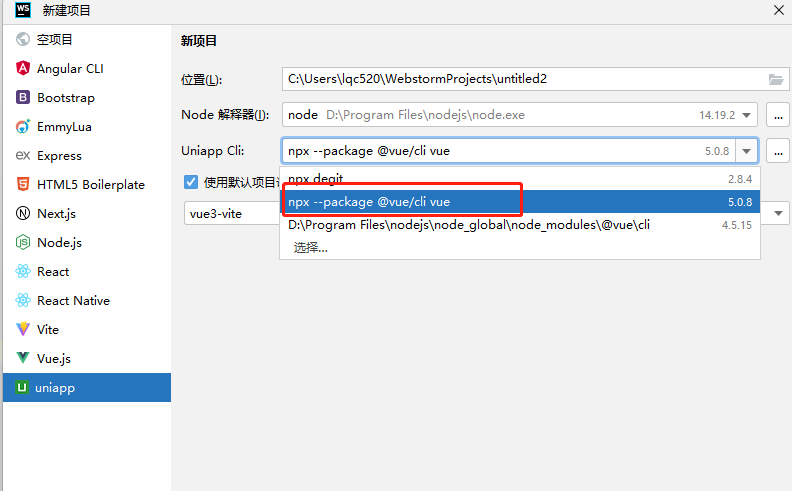 WS 新建项目
空项目
Angular CLI
Bootstrap
EmmyLua
ex Express
HTML5 Boilerplate
Next.js
Node.js
React
React Native
Vite
Vue.js
uniapp
新项目
位置(L): C:\Users\lqc520\WebstormProjects\untitled2
Node 解释器(I): node D:\Program Files\nodejs\node.exe 14.19.2 ...
Uniapp Cli: npx --package @vue/cli vue 5.0.8 ...
使用默认项目
npx degit 2.8.4
npx --package @vue/cli vue 5.0.8
vue3-vite
D:\Program Files\nodejs\node_global\node_modules\@vue\cli 4.5.15
选择...